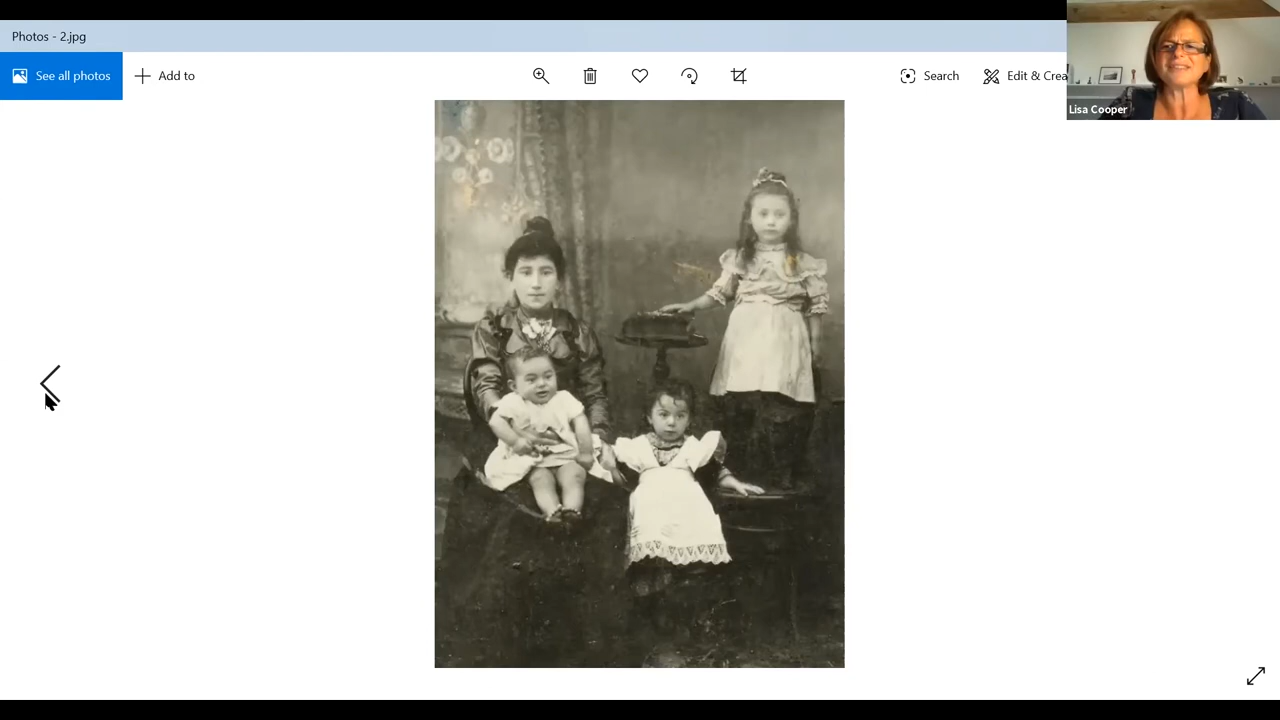 Photos - 2.jpg
See all photos
Add to
Search
Edit & Crea
Lisa Cooper